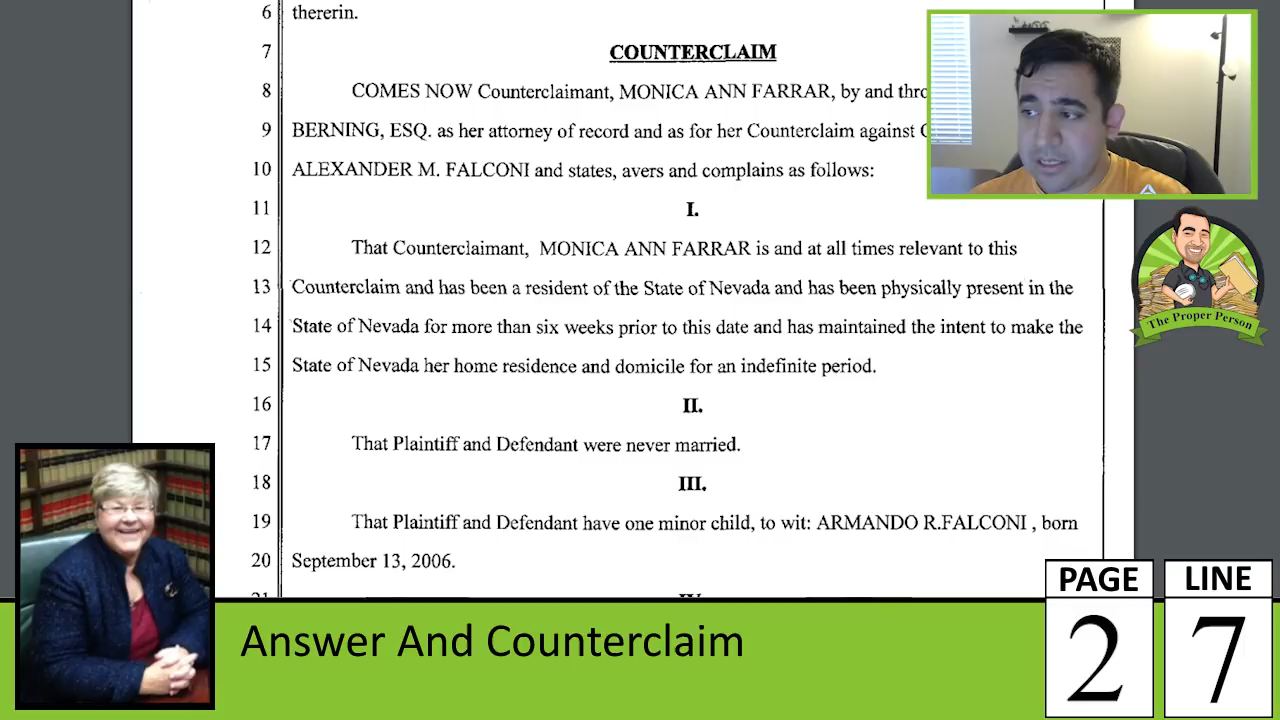 6 thererin.
7 COUNTERCLAIM
8 COMES NOW Counterclaimant, MONICA ANN FARRAR, by and
9 BERNING, ESQ. as her attorney of record and as for her Counterclaim against
10 ALEXANDER M. FALCONI and states, avers and complains as follows:
11 I.
12 That Counterclaimant, MONICA ANN FARRAR is and at all times relevant to this
13 Counterclaim and has been a resident of the State of Nevada and has been physically present in the
14 State of Nevada for more than six weeks prior to this date and has maintained the intent to make the
15 State of Nevada her home residence and domicile for an indefinite period.
16 II.
17 That Plaintiff and Defendant were never married.
18 III.
19 That Plaintiff and Defendant have one minor child, to wit: ARMANDO R.FALCONI , born
20 September 13, 2006.
The Proper Person
Answer And Counterclaim
PAGE
2
LINE
7